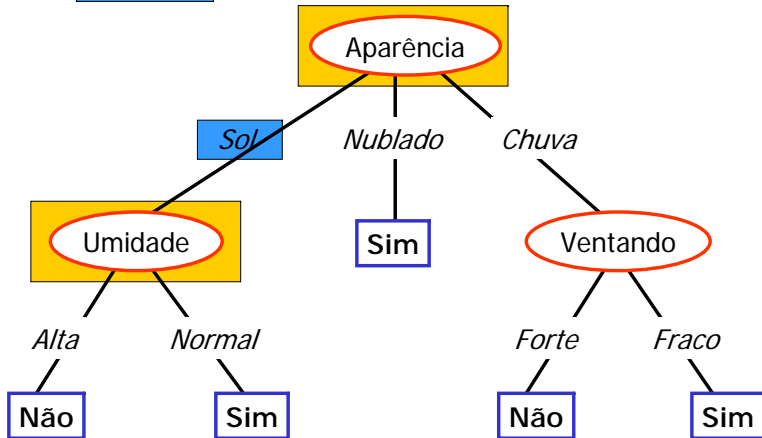 Aparência
Sol Nublado Chuva
Umidade Sim Ventando
Alta Normal Forte Fraco
Não Sim Não Sim